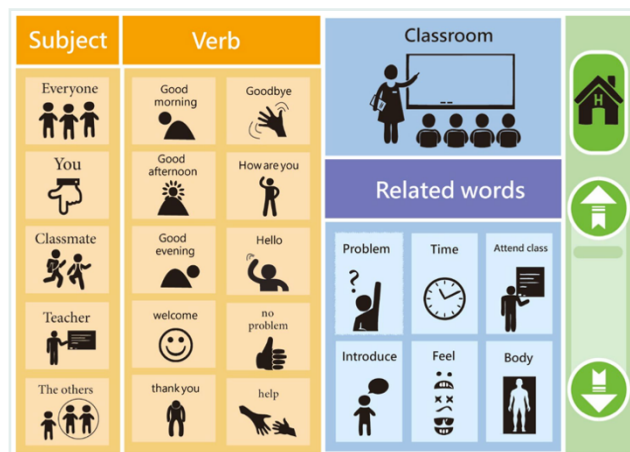 Subject
Everyone
You
Classmate
Teacher
The others
Verb
Good
morning
Goodbye
Good
afternoon
How are you
Good
evening
Hello
welcome
no
problem
thank you
help
Classroom
Related words
Problem
Time
Attend class
Introduce
Feel
Body
H